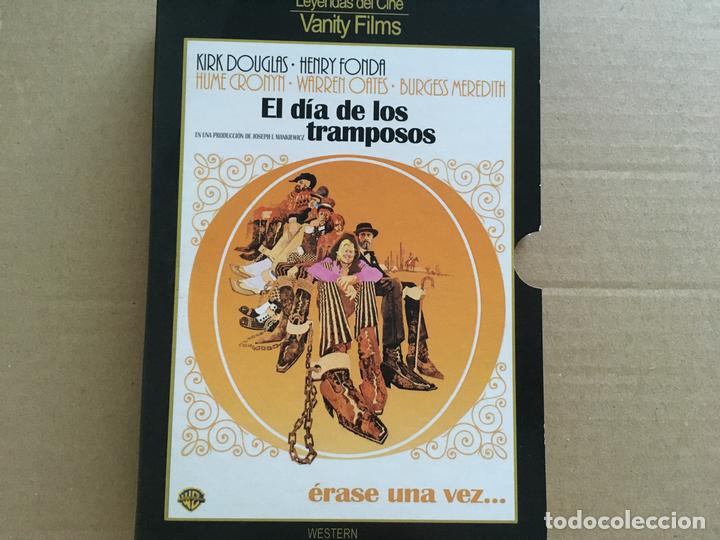 Leyendas del Cine
Vanity Films
KIRK DOUGLAS · HENRY FONDA
HUME CRONYN · WARREN OATES · BURGESS MEREDITH
El día de los
EN UNA PRODUCCIÓN DE JOSEPH L MANKIEWICZ tramposos
érase una vez...
WB
WESTERN
todocoleccion